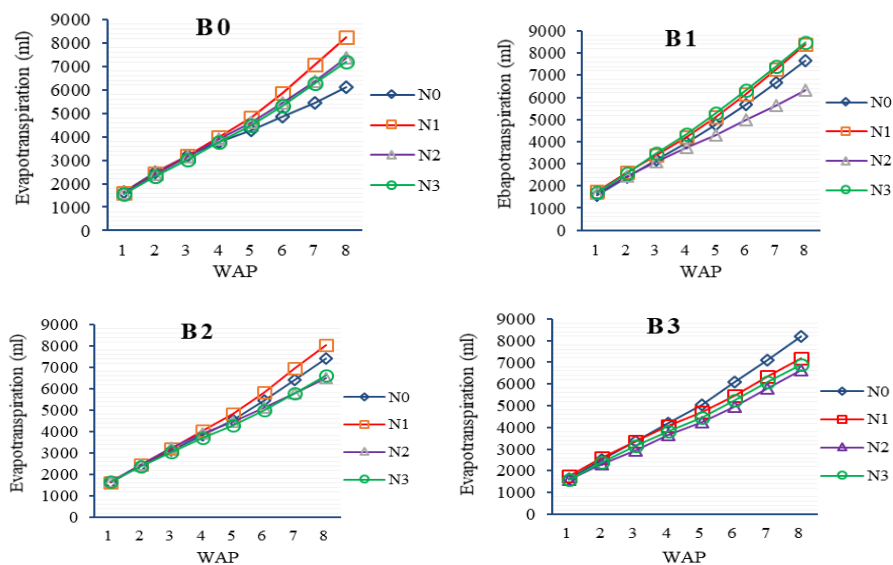 B0
Evapotranspiration (ml)
9000
8000
7000
6000
5000
4000
3000
2000
1000
0
1 2 3 4 5 6 7 8
WAP
N0
N1
N2
N3
B1
Ebapotranspiration (ml)
9000
8000
7000
6000
5000
4000
3000
2000
1000
0
1 2 3 4 5 6 7 8
WAP
N0
N1
N2
N3
B2
Evapotranspiration (ml)
9000
8000
7000
6000
5000
4000
3000
2000
1000
0
1 2 3 4 5 6 7 8
WAP
N0
N1
N2
N3
B3
Evapotranspiration (ml)
9000
8000
7000
6000
5000
4000
3000
2000
1000
0
1 2 3 4 5 6 7 8
WAP
N0
N1
N2
N3